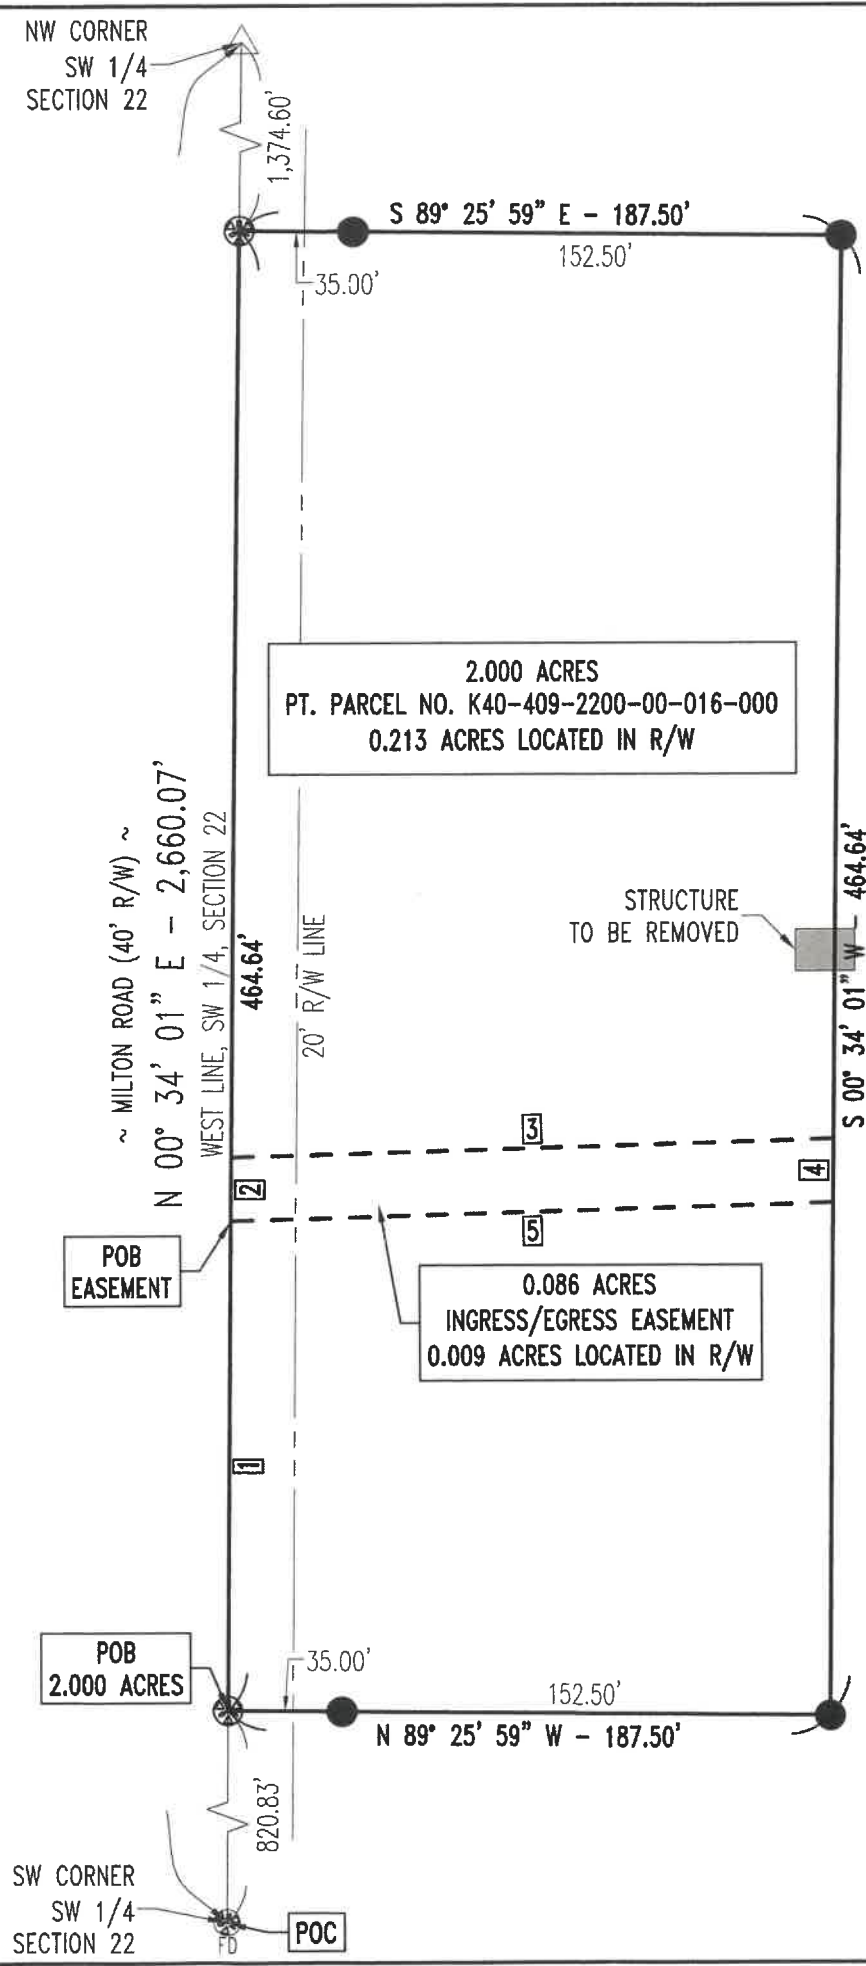 NW CORNER
SW 1/4
SECTION 22
1,374.60'
S 89° 25' 59" E - 187.50'
152.50'
35.00'
2.000 ACRES
PT. PARCEL NO. K40-409-2200-00-016-000
0.213 ACRES LOCATED IN R/W
~ MILTON ROAD (40' R/W) ~
N 00° 34' 01" E - 2,660.07'
WEST LINE, SW 1/4, SECTION 22
464.64'
20' R/W LINE
STRUCTURE
TO BE REMOVED
S 00° 34' 01" W - 464.64'
3
2
4
5
POB
EASEMENT
0.086 ACRES
INGRESS/EGRESS EASEMENT
0.009 ACRES LOCATED IN R/W
1
POB
2.000 ACRES
35.00'
152.50'
N 89° 25' 59" W - 187.50'
820.83'
SW CORNER
SW 1/4
SECTION 22
FD
POC